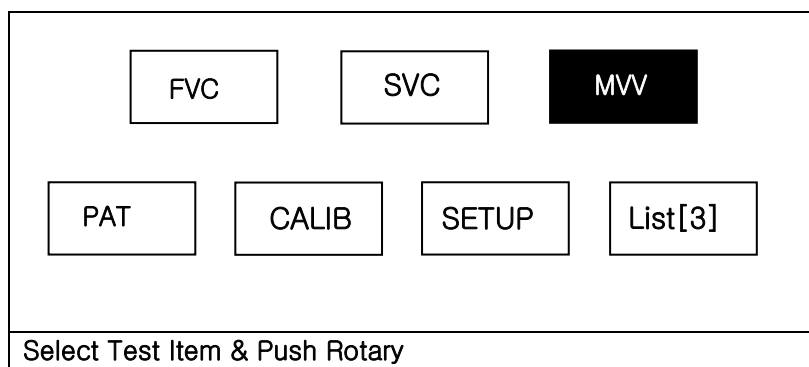 FVC SVC MVV
PAT CALIB SETUP List[3]
Select Test Item & Push Rotary